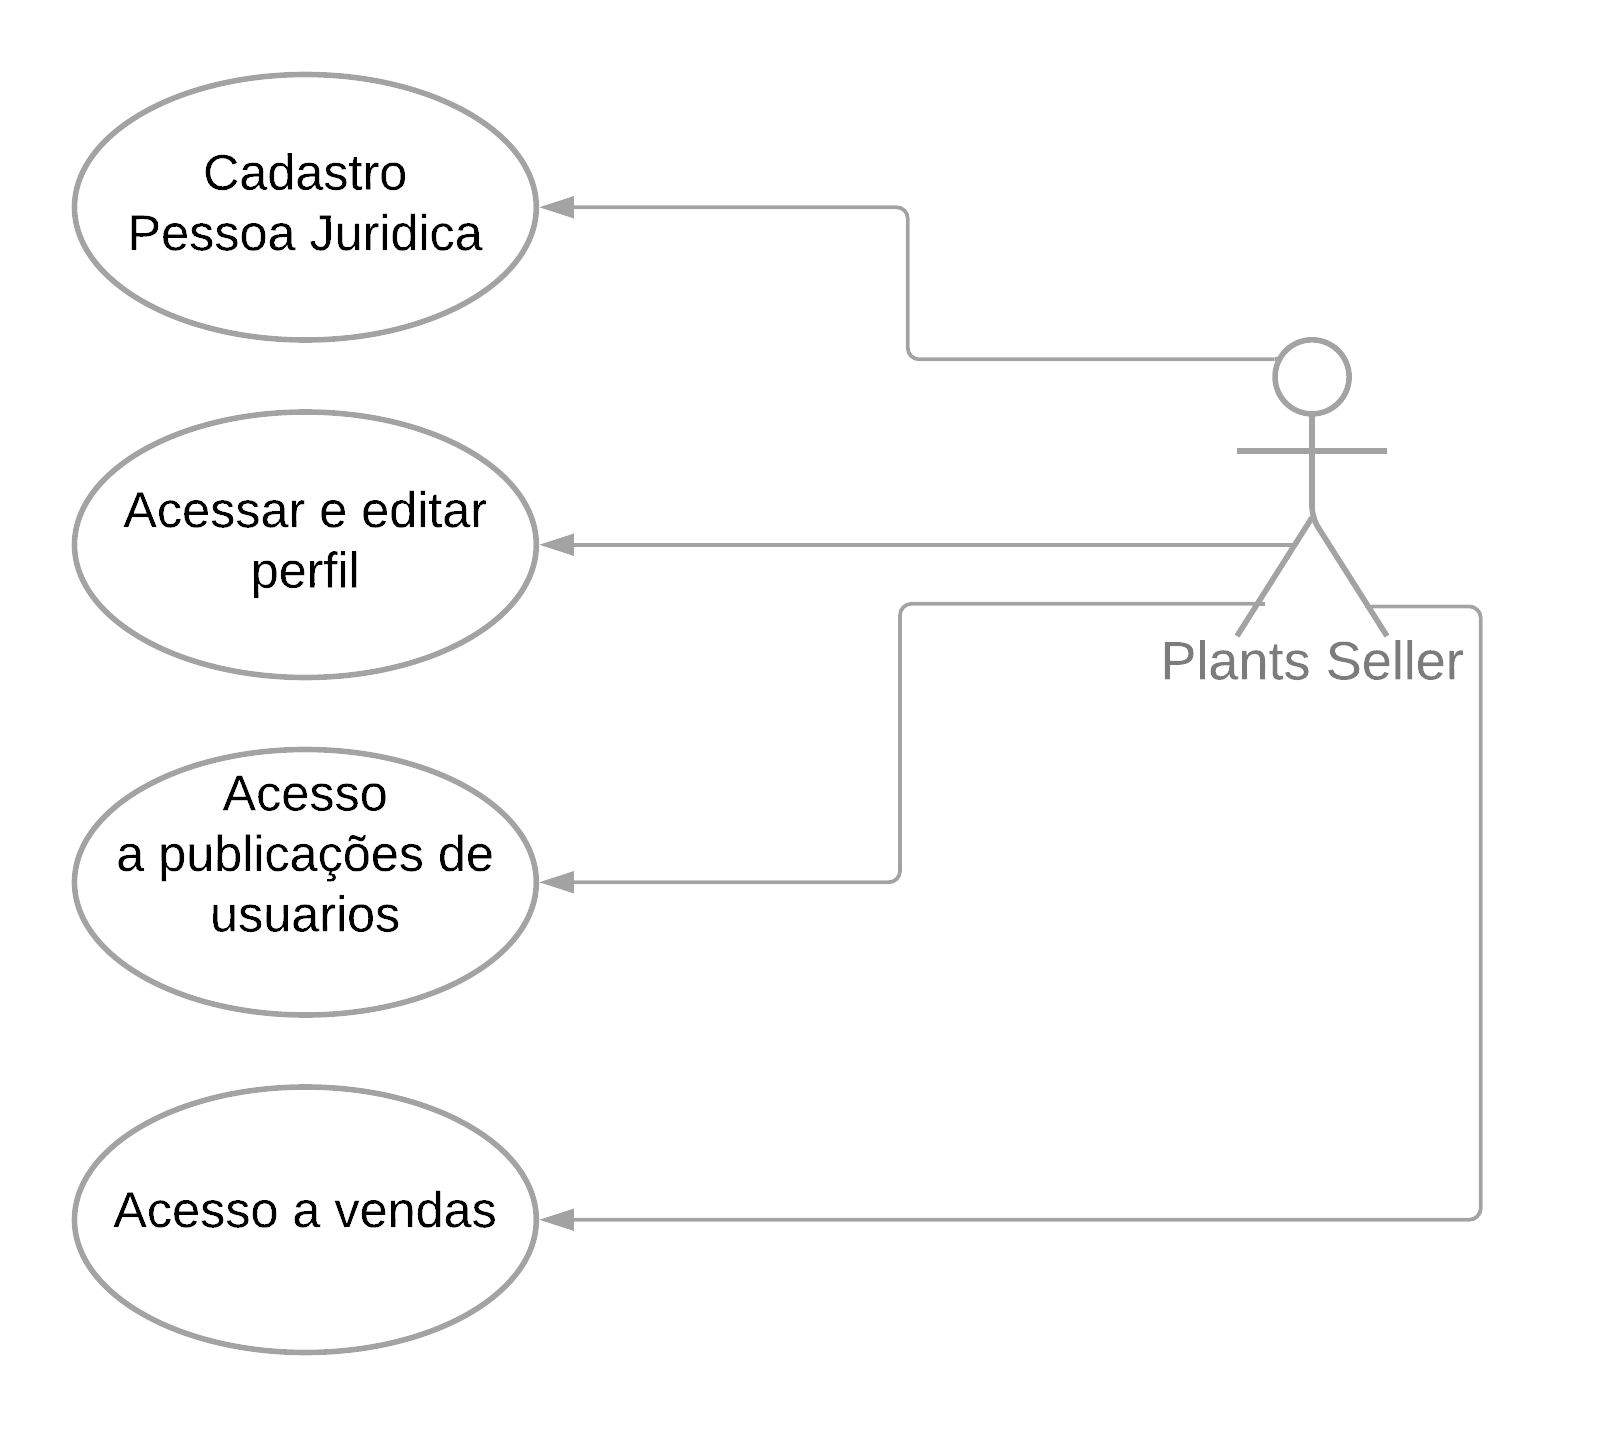 Cadastro
Pessoa Juridica
Acessar e editar
perfil
Plants Seller
Acesso
a publicações de
usuarios
Acesso a vendas